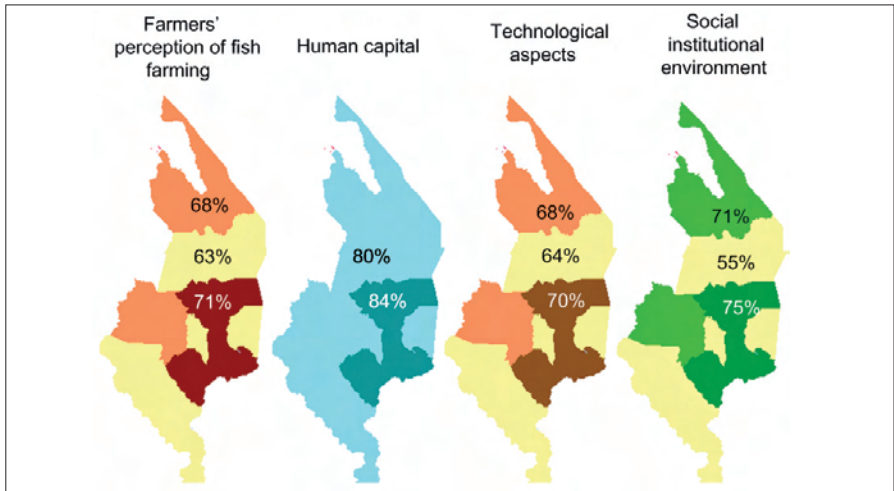 Farmers'
perception of fish
farming
68%
63%
71%
Human capital
80%
84%
Technological
aspects
68%
64%
70%
Social
institutional
environment
71%
55%
75%